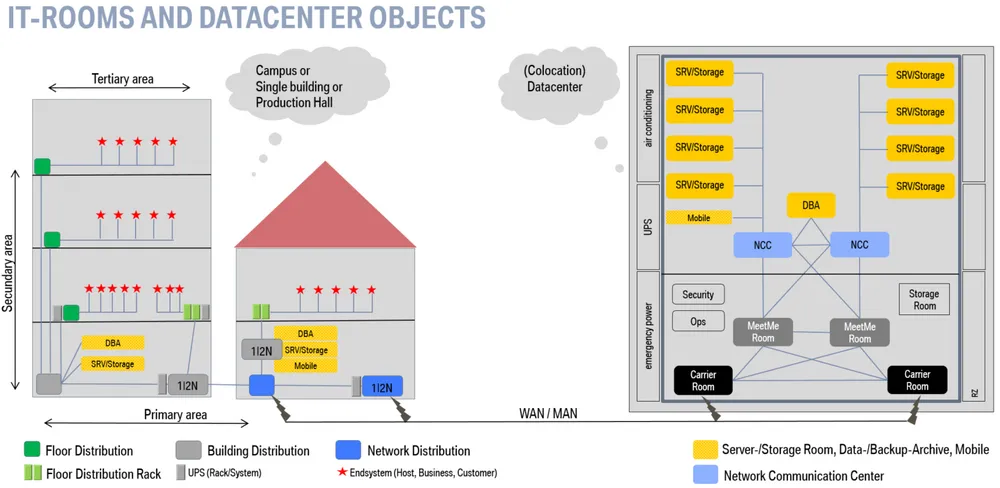 IT-ROOMS AND DATACENTER OBJECTS
Tertiary area
Campus or
Single building or
Production Hall
(Colocation)
Datacenter
Secundary area
DBA
SRV/Storage
1I2N
Primary area
DBA
1I2N
SRV/Storage
Mobile
1I2N
WAN / MAN
air conditioning
UPS
emergency power
SRV/Storage
SRV/Storage
SRV/Storage
SRV/Storage
SRV/Storage
SRV/Storage
SRV/Storage
SRV/Storage
Mobile
DBA
NCC
NCC
Security
Ops
Storage
Room
MeetMe
Room
MeetMe
Room
Carrier
Room
Carrier
Room
RZ
Floor Distribution
Building Distribution
Network Distribution
Server-/Storage Room, Data-/Backup-Archive, Mobile
Floor Distribution Rack
UPS (Rack/System)
Endsystem (Host, Business, Customer)
Network Communication Center